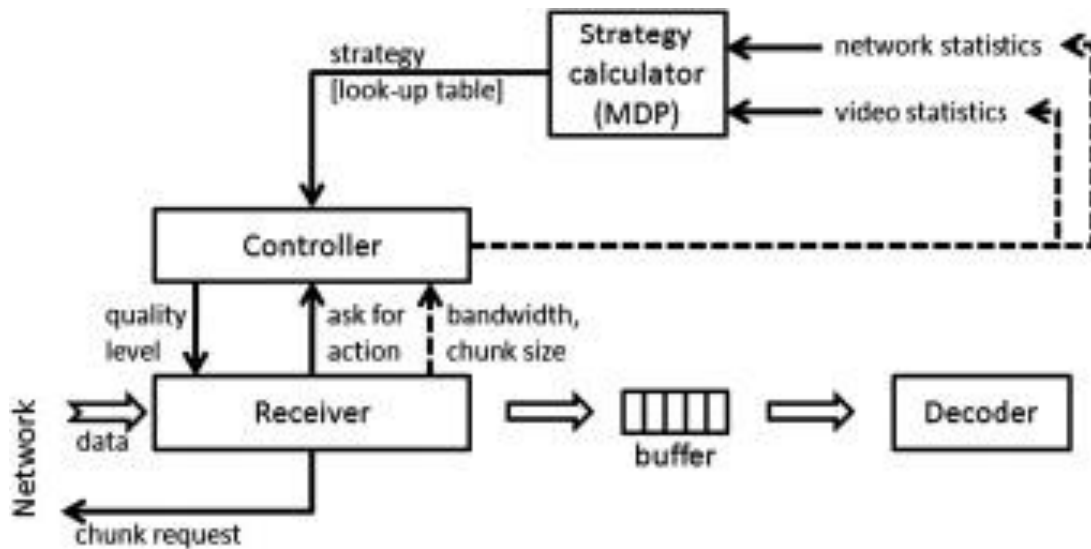 strategy
[look-up table]
Strategy
calculator
(MDP)
network statistics
video statistics
Controller
quality
level
ask for
action
bandwidth,
chunk size
Network
data
Receiver
buffer
Decoder
chunk request